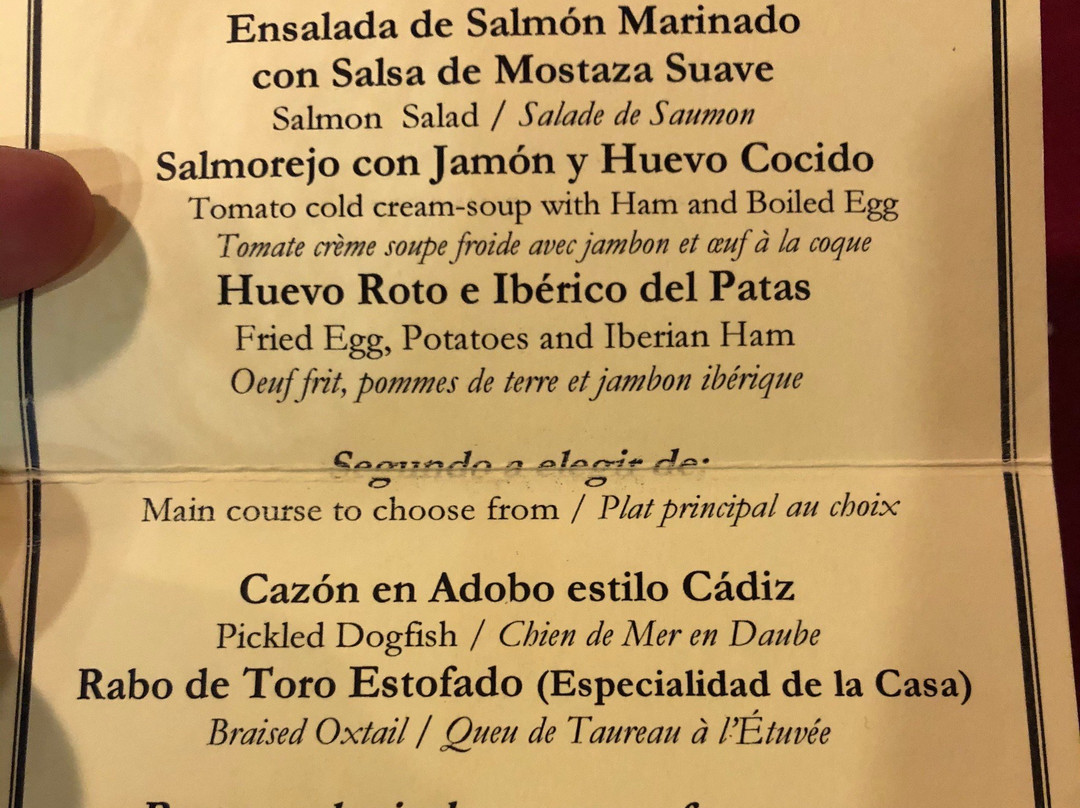 Ensalada de Salmón Marinado
con Salsa de Mostaza Suave
Salmon Salad / Salade de Saumon
Salmorejo con Jamón y Huevo Cocido
Tomato cold cream-soup with Ham and Boiled Egg
Tomate crème soupe froide avec jambon et œuf à la coque
Huevo Roto e Ibérico del Patas
Fried Egg, Potatoes and Iberian Ham
Oeuf frit, pommes de terre et jambon ibérique
Segundo a elegir de:
Main course to choose from / Plat principal au choix
Cazón en Adobo estilo Cádiz
Pickled Dogfish / Chien de Mer en Daube
Rabo de Toro Estofado (Especialidad de la Casa)
Braised Oxtail / Queu de Taureau à l'Étuvée